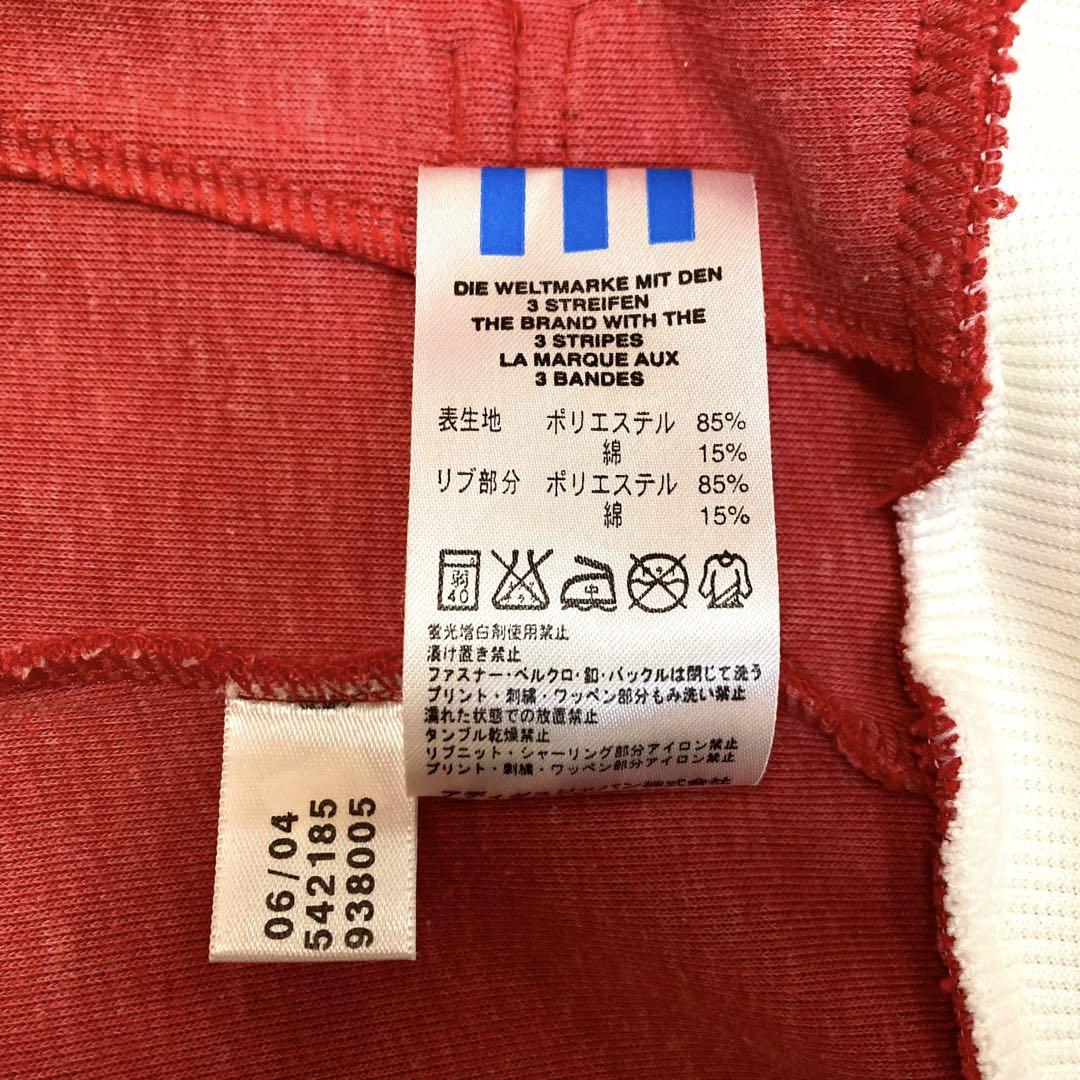 DIE WELTMARKE MIT DEN
3 STREIFEN
THE BRAND WITH THE
3 STRIPES
LA MARQUE AUX
3 BANDES
表生地 ポリエステル 85%
綿 15%
リブ部分 ポリエステル 85%
綿 15%
弱
40
エンソ
中
蛍光増白剤使用禁止
漬け置き禁止
ファスナー・ベルクロ・釦・バックルは閉じて洗う
プリント・刺繍・ワッペン部分もみ洗い禁止
濡れた状態での放置禁止
タンブル乾燥禁止
リブニット・シャーリング部分アイロン禁止
プリント・刺繍・ワッペン部分アイロン禁止
株式会社
06/04
542185
938005